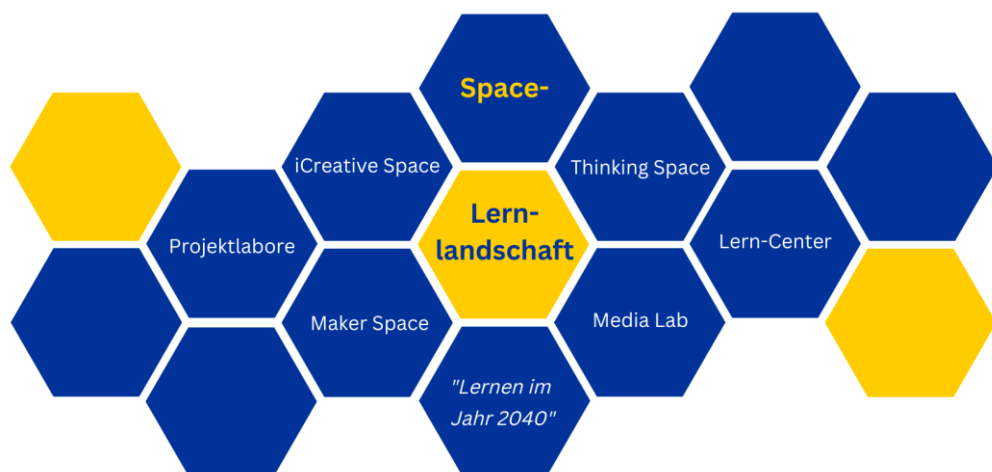 Space-
iCreative Space
Thinking Space
Lern-
landschaft
Projektlabore
Lern-Center
Maker Space
Media Lab
"Lernen im
Jahr 2040"